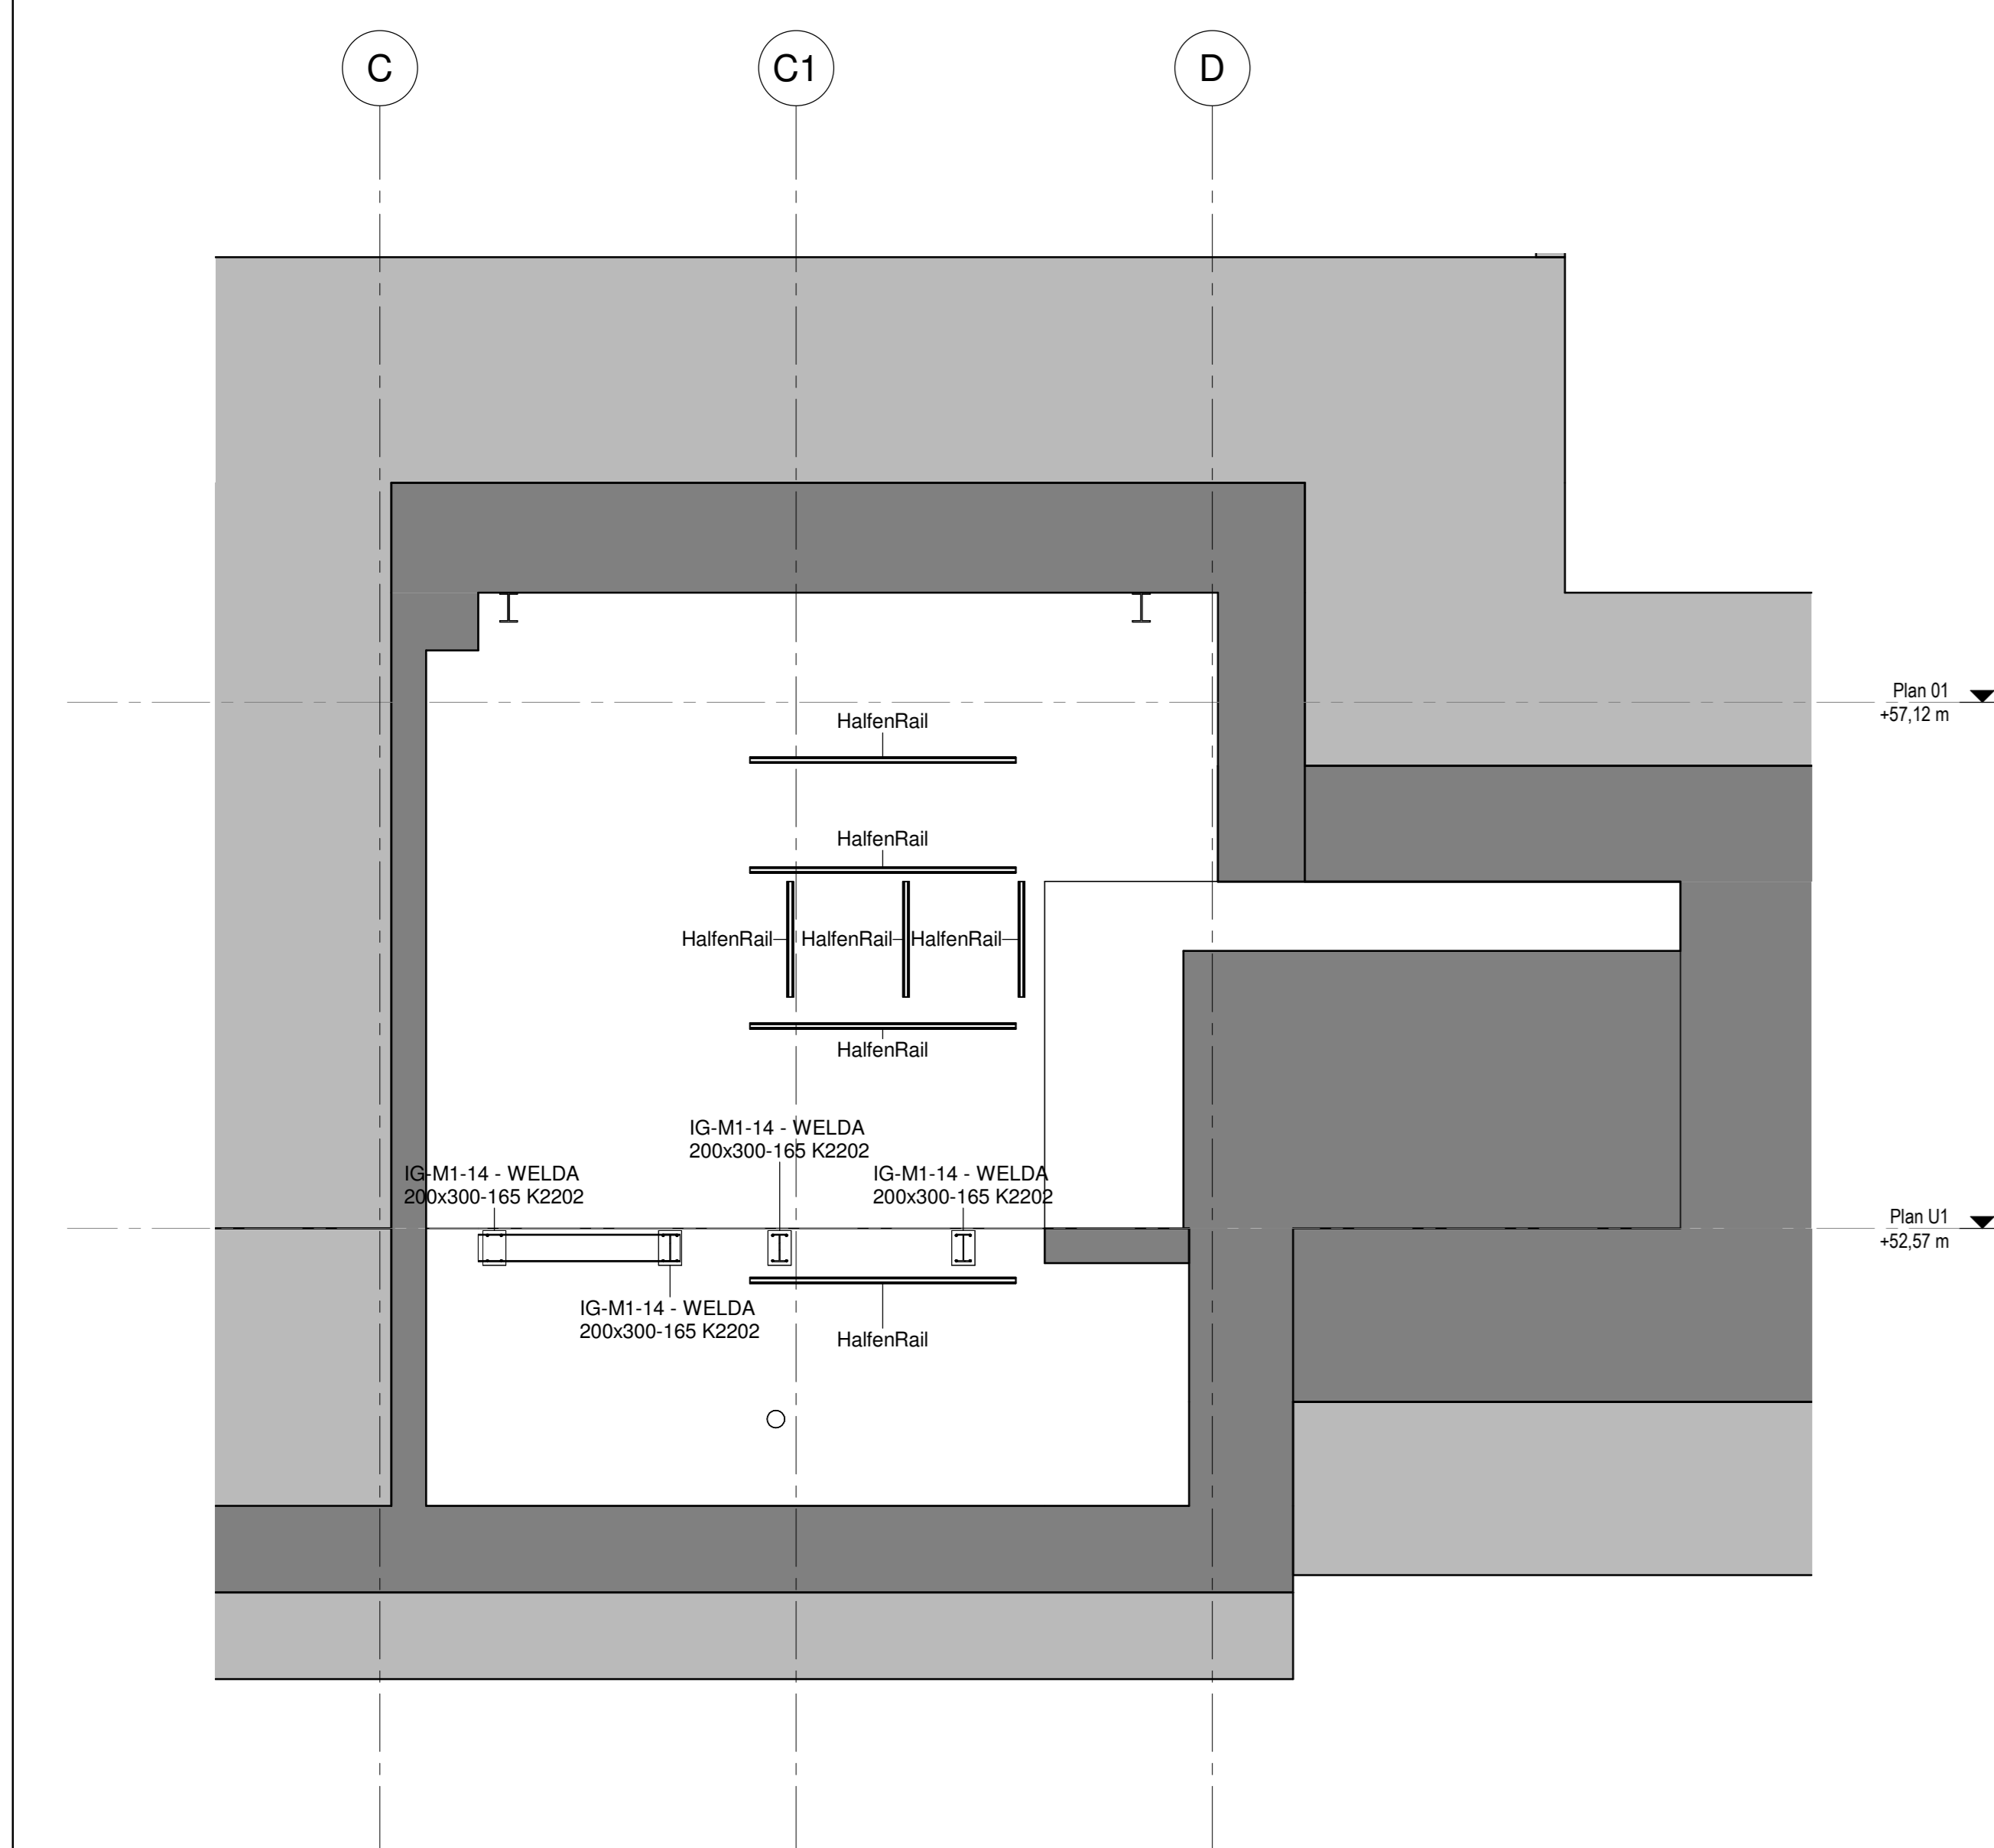 C
C1
D
Plan 01
+57,12 m
HalfenRail
HalfenRail
HalfenRail
HalfenRail
HalfenRail
HalfenRail
IG-M1-14 - WELDA
200x300-165 K2202
IG-M1-14 - WELDA
200x300-165 K2202
IG-M1-14 - WELDA
200x300-165 K2202
Plan U1
+52,57 m
IG-M1-14 - WELDA
200x300-165 K2202
HalfenRail